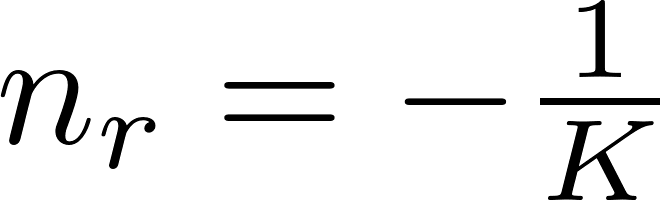 n_r = -\frac{1}{K}